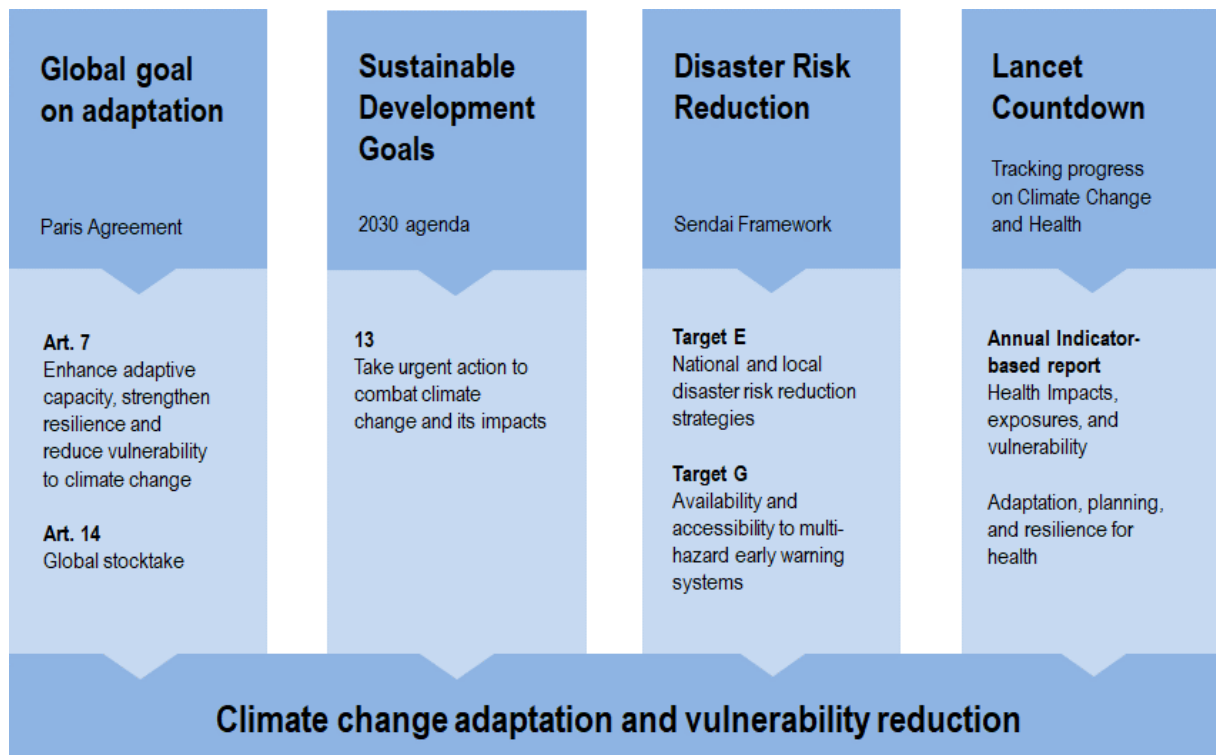 Global goal
on adaptation
Paris Agreement
Art. 7
Enhance adaptive
capacity, strengthen
resilience and
reduce vulnerability
to climate change
Art. 14
Global stocktake
Sustainable
Development
Goals
2030 agenda
13
Take urgent action to
combat climate
change and its impacts
Disaster Risk
Reduction
Sendai Framework
Target E
National and local
disaster risk reduction
strategies
Target G
Availability and
accessibility to multi-
hazard early warning
systems
Lancet
Countdown
Tracking progress
on Climate Change
and Health
Annual Indicator-
based report
Health Impacts,
exposures, and
vulnerability
Adaptation, planning,
and resilience for
health
Climate change adaptation and vulnerability reduction